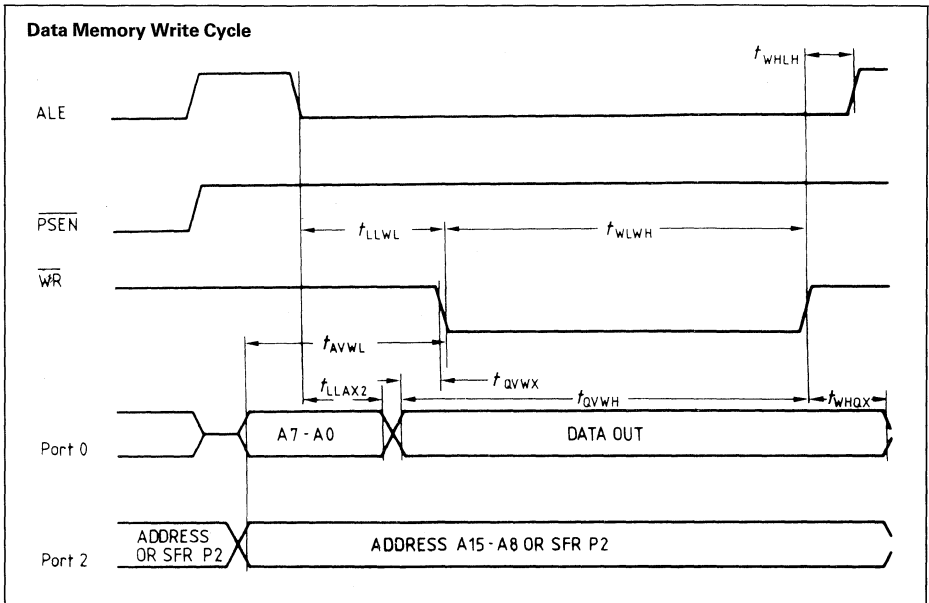 Data Memory Write Cycle
tWHLH
ALE
PSEN
tLLWL
tWLWH
WR
tAVWL
tLLAX2
tQVWX
tQVWH
tWHQX
Port 0
A7-A0
DATA OUT
Port 2
ADDRESS
OR SFR P2
ADDRESS A15-A8 OR SFR P2